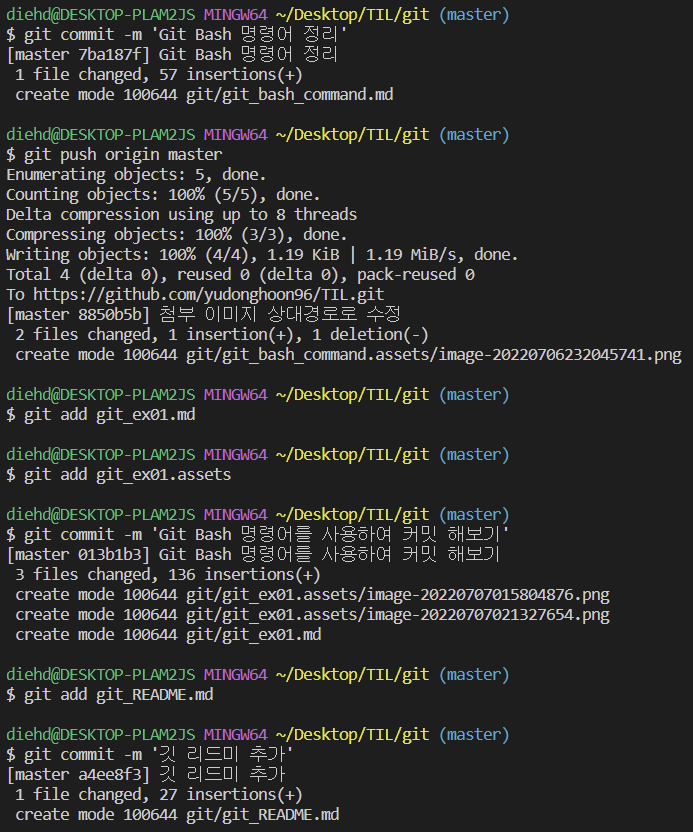 diehd@DESKTOP-PLAM2JS MINGW64 ~/Desktop/TIL/git (master)
$ git commit -m 'Git Bash 명령어 정리'
[master 7ba187f] Git Bash 명령어 정리
 1 file changed, 57 insertions(+)
 create mode 100644 git/git_bash_command.md

diehd@DESKTOP-PLAM2JS MINGW64 ~/Desktop/TIL/git (master)
$ git push origin master
Enumerating objects: 5, done.
Counting objects: 100% (5/5), done.
Delta compression using up to 8 threads
Compressing objects: 100% (3/3), done.
Writing objects: 100% (4/4), 1.19 KiB | 1.19 MiB/s, done.
Total 4 (delta 0), reused 0 (delta 0), pack-reused 0
To https://github.com/yudonghoon96/TIL.git
[master 8850b5b] 첨부 이미지 상대경로로 수정
 2 files changed, 1 insertion(+), 1 deletion(-)
 create mode 100644 git/git_bash_command.assets/image-20220706232045741.png

diehd@DESKTOP-PLAM2JS MINGW64 ~/Desktop/TIL/git (master)
$ git add git_ex01.md

diehd@DESKTOP-PLAM2JS MINGW64 ~/Desktop/TIL/git (master)
$ git add git_ex01.assets

diehd@DESKTOP-PLAM2JS MINGW64 ~/Desktop/TIL/git (master)
$ git commit -m 'Git Bash 명령어를 사용하여 커밋 해보기'
[master 013b1b3] Git Bash 명령어를 사용하여 커밋 해보기
 3 files changed, 136 insertions(+)
 create mode 100644 git/git_ex01.assets/image-20220707015804876.png
 create mode 100644 git/git_ex01.assets/image-20220707021327654.png
 create mode 100644 git/git_ex01.md

diehd@DESKTOP-PLAM2JS MINGW64 ~/Desktop/TIL/git (master)
$ git add git_README.md

diehd@DESKTOP-PLAM2JS MINGW64 ~/Desktop/TIL/git (master)
$ git commit -m '깃 리드미 추가'
[master a4ee8f3] 깃 리드미 추가
 1 file changed, 27 insertions(+)
 create mode 100644 git/git_README.md